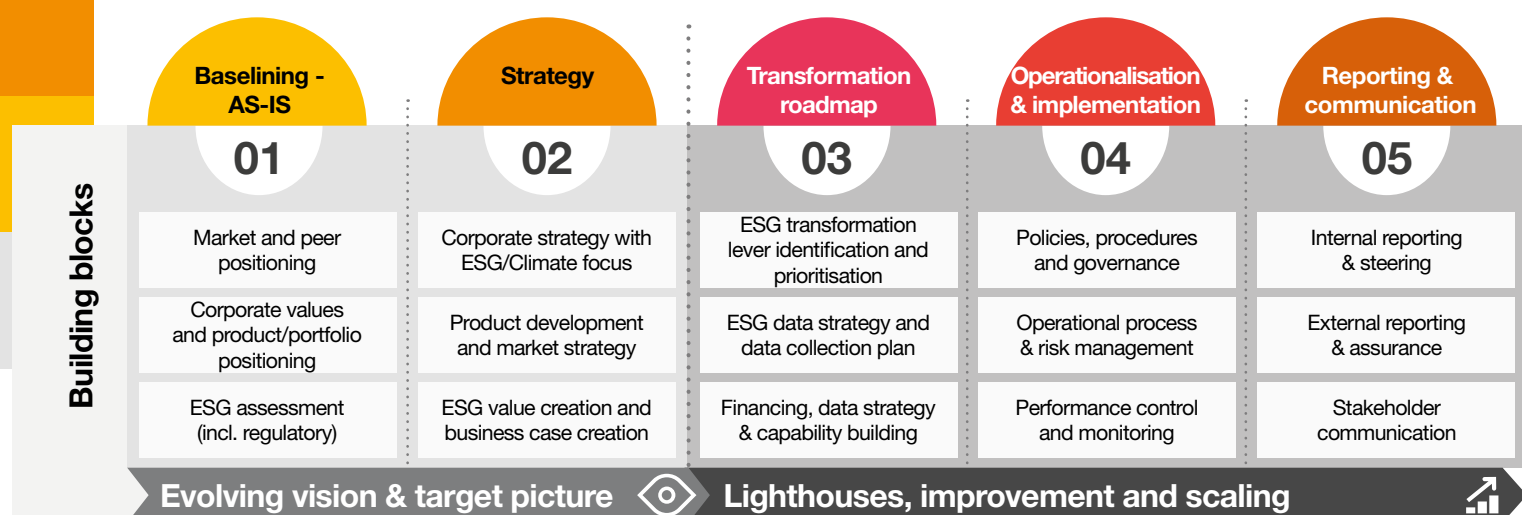 Baselining -
AS-IS
Strategy
Transformation
roadmap
Operationalisation
& implementation
Reporting &
communication
01
02
03
04
05
Building blocks
Market and peer
positioning
Corporate strategy with
ESG/Climate focus
ESG transformation
lever identification and
prioritisation
Policies, procedures
and governance
Internal reporting
& steering
Corporate values
and product/portfolio
positioning
Product development
and market strategy
ESG data strategy and
data collection plan
Operational process
& risk management
External reporting
& assurance
ESG assessment
(incl. regulatory)
ESG value creation and
business case creation
Financing, data strategy
& capability building
Performance control
and monitoring
Stakeholder
communication
Evolving vision & target picture
Lighthouses, improvement and scaling